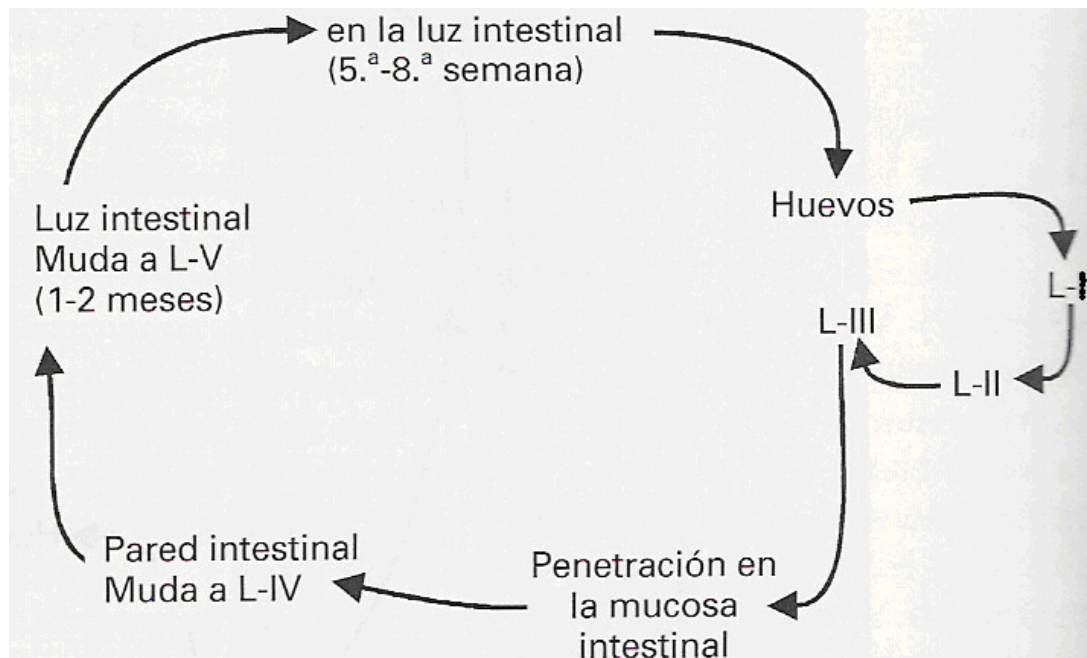 en la luz intestinal
(5.ª-8.ª semana)
Huevos
L-I
L-II
L-III
Penetración en
la mucosa
intestinal
Pared intestinal
Muda a L-IV
Luz intestinal
Muda a L-V
(1-2 meses)